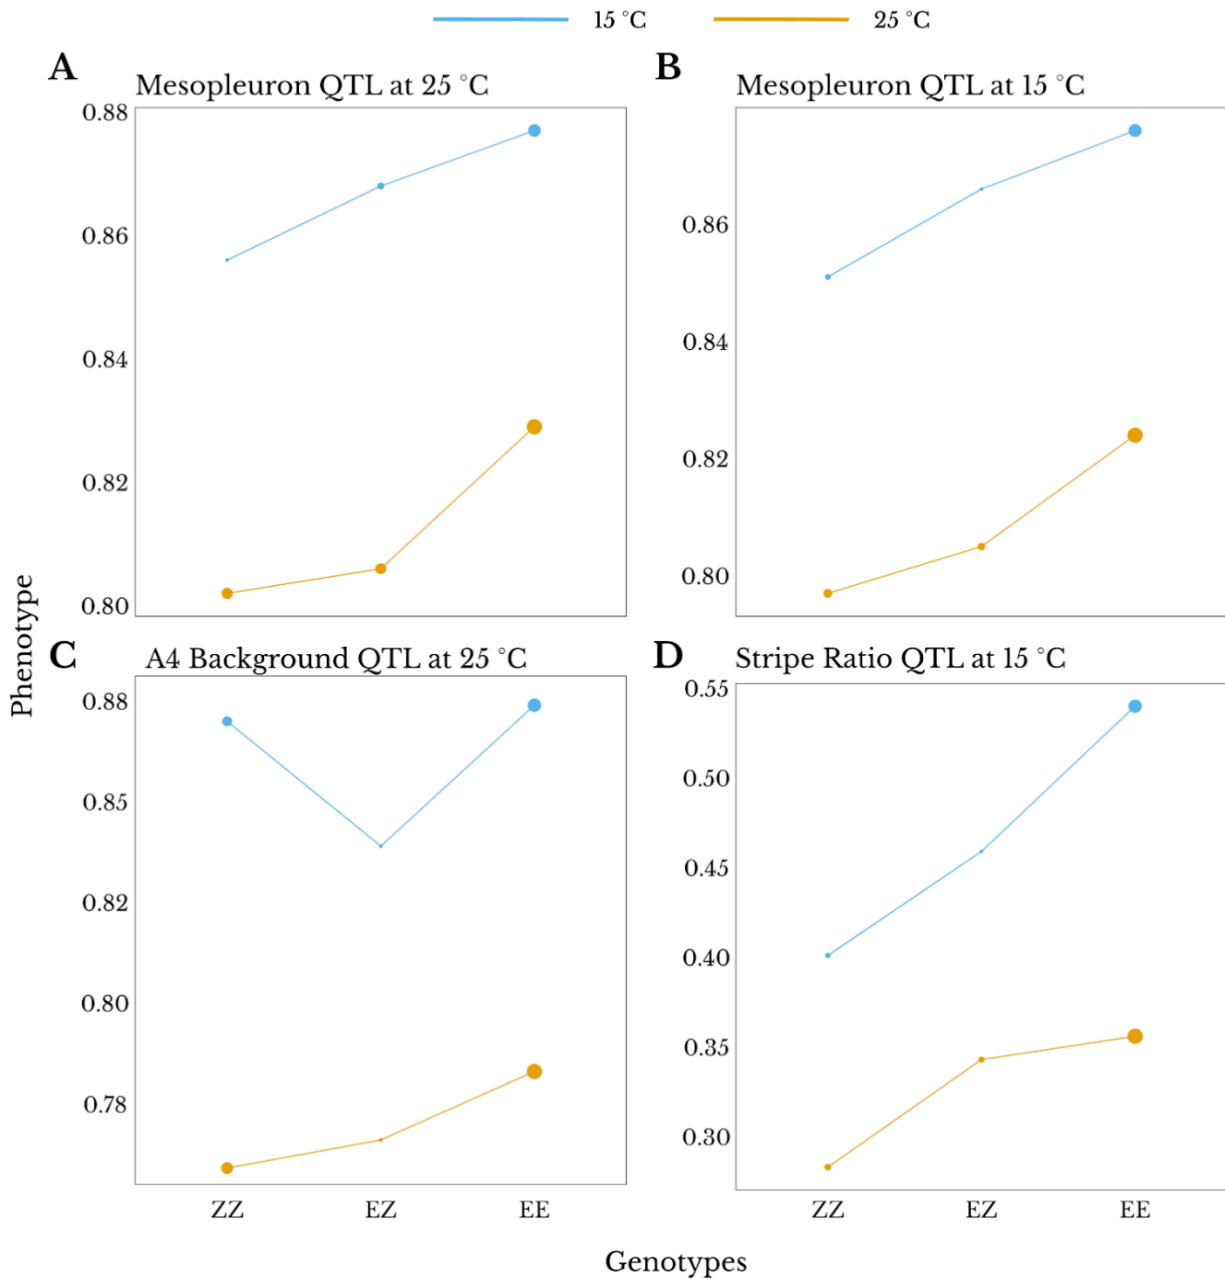 15 °C 25 °C
A Mesopleuron QTL at 25 °C
B Mesopleuron QTL at 15 °C
0.88
0.86
0.84
0.82
0.80
0.86
0.84
0.82
0.80
Phenotype
C A4 Background QTL at 25 °C
D Stripe Ratio QTL at 15 °C
0.88
0.85
0.82
0.80
0.78
0.55
0.50
0.45
0.40
0.35
0.30
ZZ EZ EE
ZZ EZ EE
Genotypes